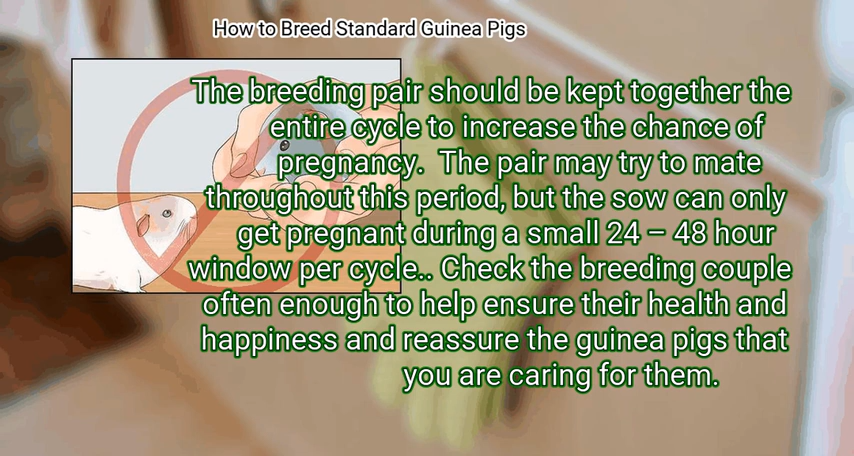 How to Breed Standard Guinea Pigs
The breeding pair should be kept together the
entire cycle to increase the chance of
pregnancy.  The pair may try to mate
throughout this period, but the sow can only
get pregnant during a small 24 – 48 hour
window per cycle.. Check the breeding couple
often enough to help ensure their health and
happiness and reassure the guinea pigs that
you are caring for them.